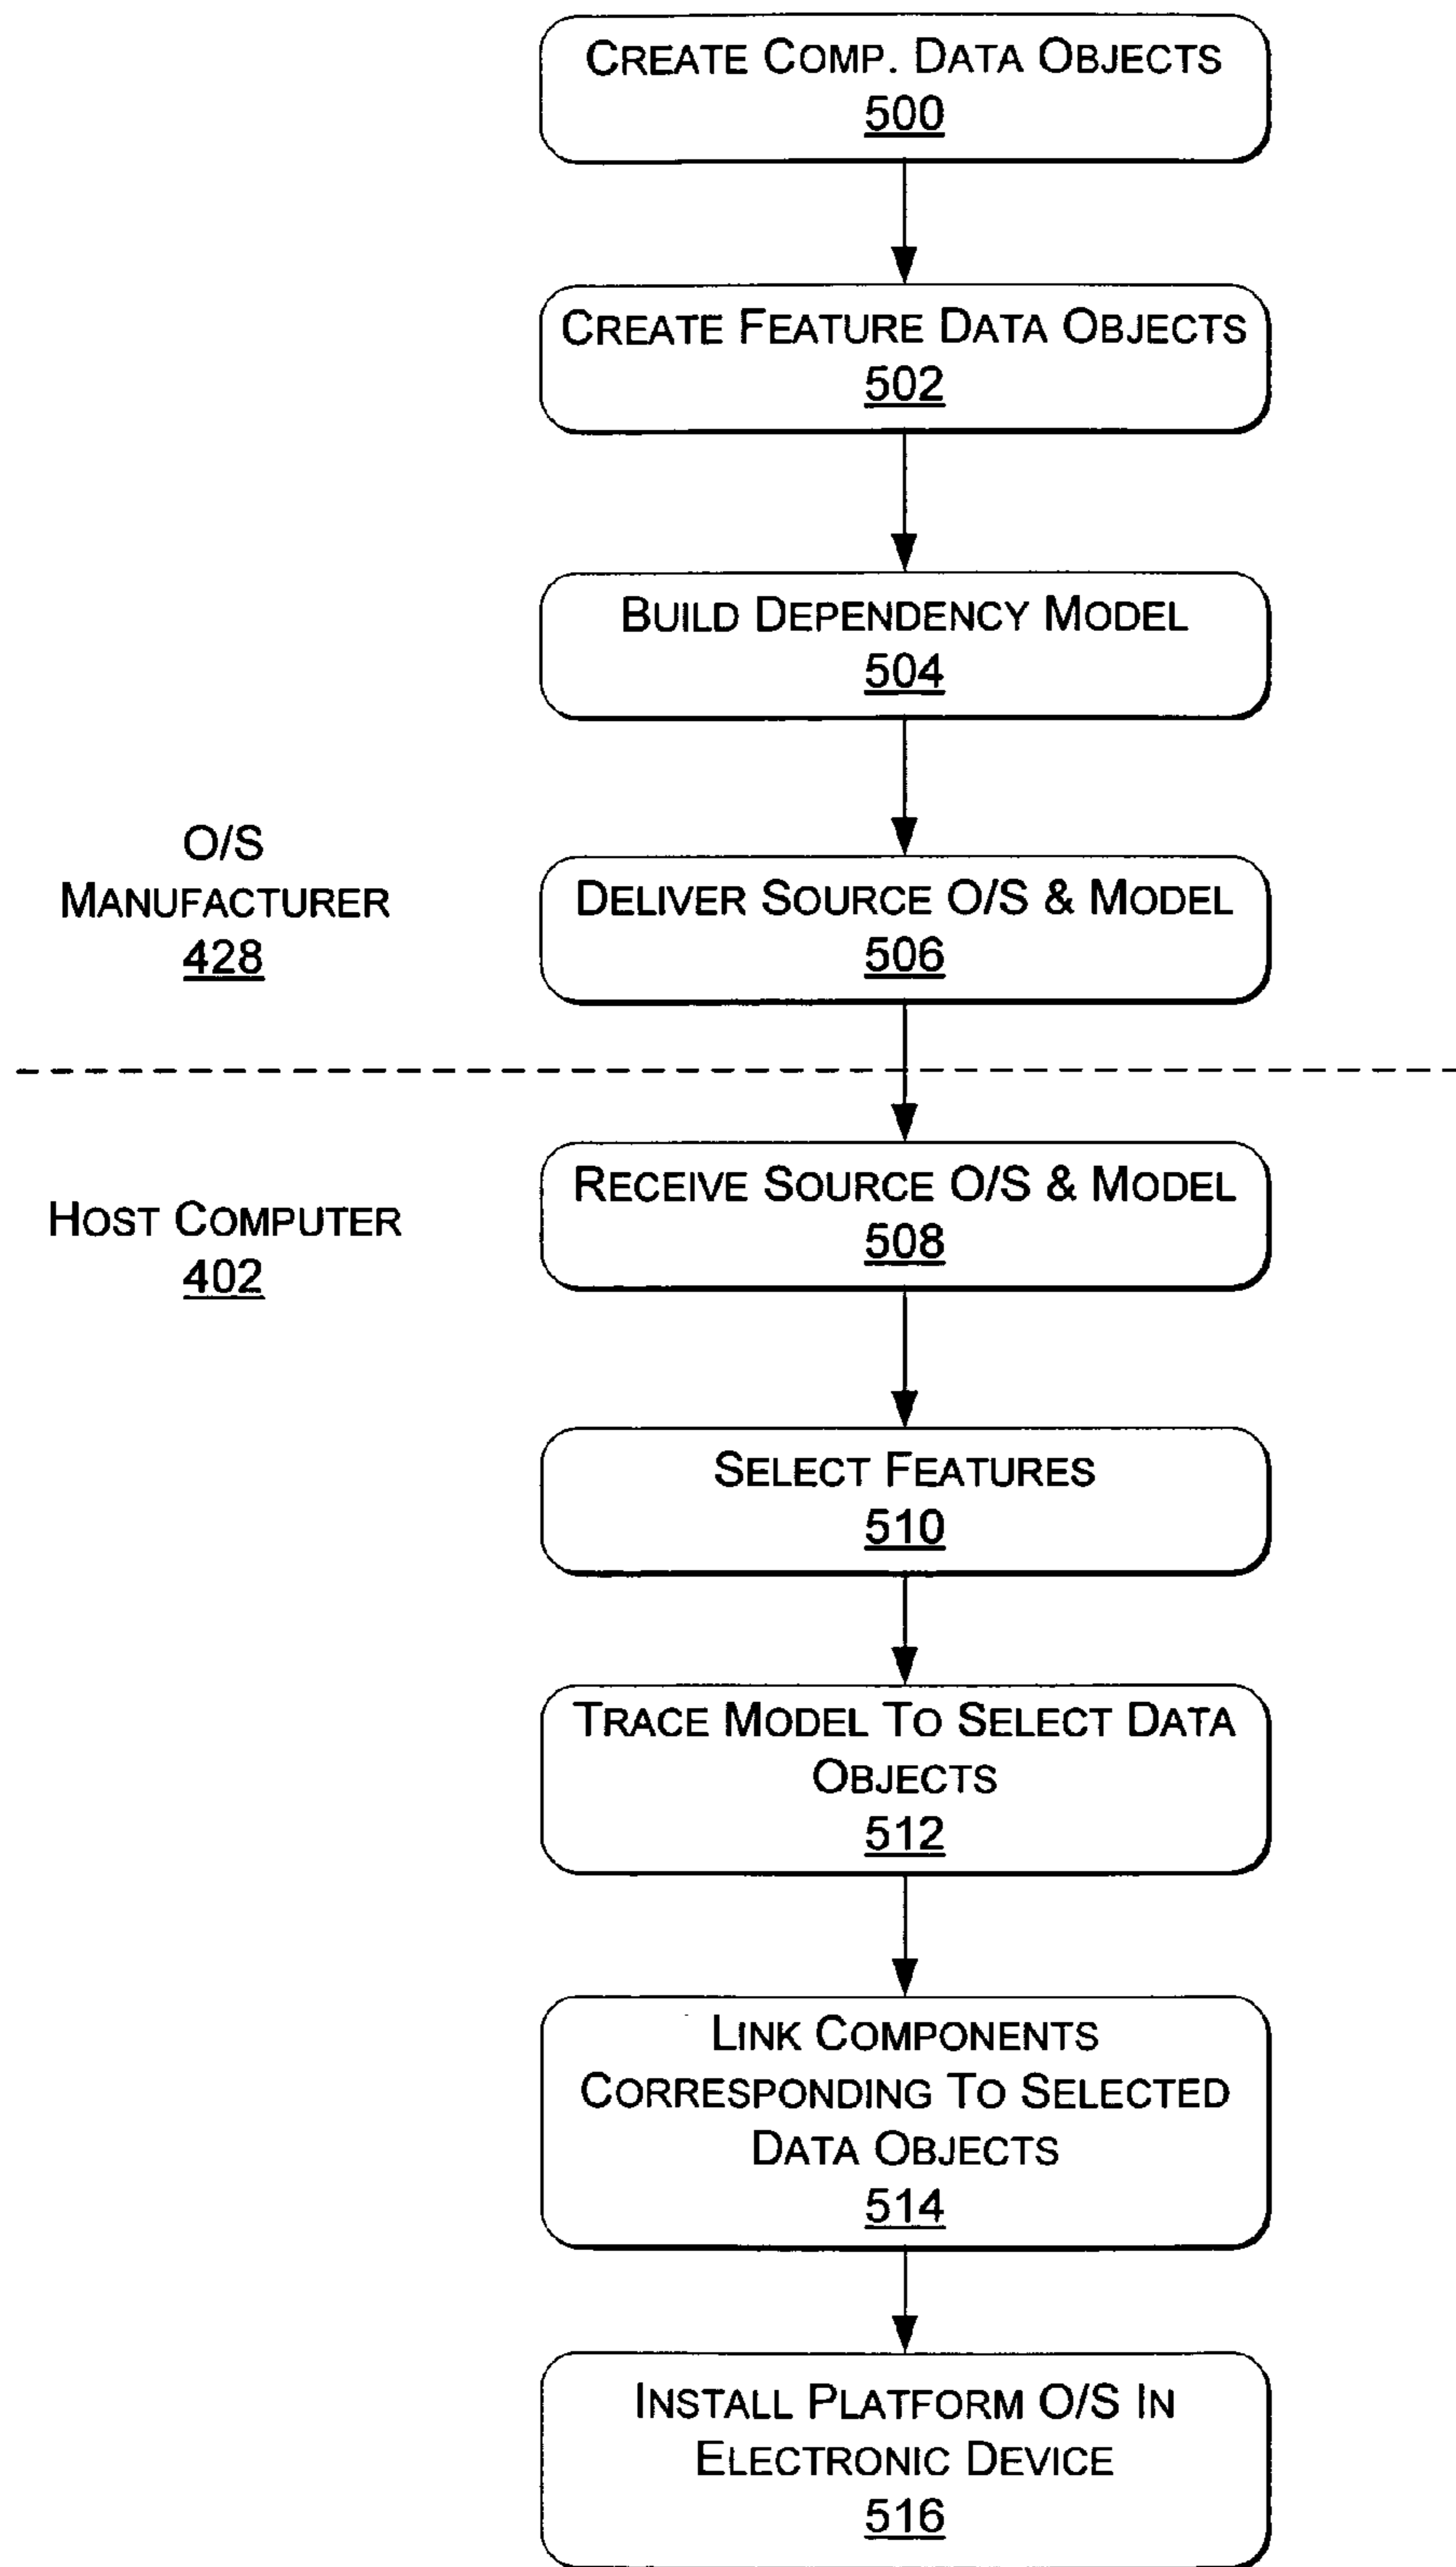 CREATE COMP. DATA OBJECTS
500
CREATE FEATURE DATA OBJECTS
502
BUILD DEPENDENCY MODEL
504
O/S
MANUFACTURER
428
DELIVER SOURCE O/S & MODEL
506
RECEIVE SOURCE O/S & MODEL
508
HOST COMPUTER
402
SELECT FEATURES
510
TRACE MODEL TO SELECT DATA
OBJECTS
512
LINK COMPONENTS
CORRESPONDING TO SELECTED
DATA OBJECTS
514
INSTALL PLATFORM O/S IN
ELECTRONIC DEVICE
516